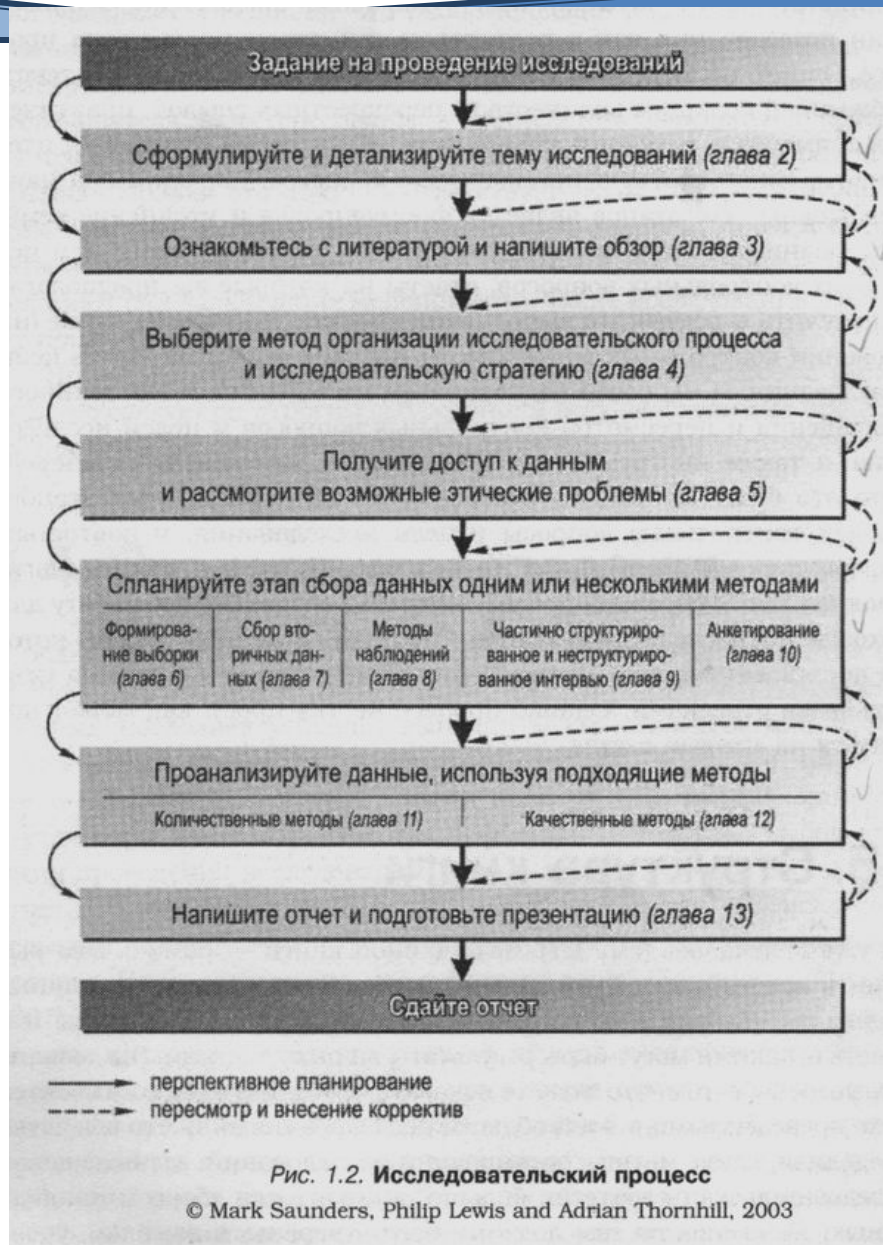 Задание на проведение исследований
Сформулируйте и детализируйте тему исследований (глава 2)
Ознакомьтесь с литературой и напишите обзор (глава 3)
Выберите метод организации исследовательского процесса
и исследовательскую стратегию (глава 4)
Получите доступ к данным
и рассмотрите возможные этические проблемы (глава 5)
Спланируйте этап сбора данных одним или несколькими методами
Формирова-
ние выборки
(глава 6)
Сбор вто-
ричных дан-
ных (глава 7)
Методы
наблюдений
(глава 8)
Частично структуриро-
ванное и неструктуриро-
ванное интервью (глава 9)
Анкетирование
(глава 10)
Проанализируйте данные, используя подходящие методы
Количественные методы (глава 11)
Качественные методы (глава 12)
Напишите отчет и подготовьте презентацию (глава 13)
Сдайте отчет
перспективное планирование
пересмотр и внесение корректив
Рис. 1.2. Исследовательский процесс
© Mark Saunders, Philip Lewis and Adrian Thornhill, 2003